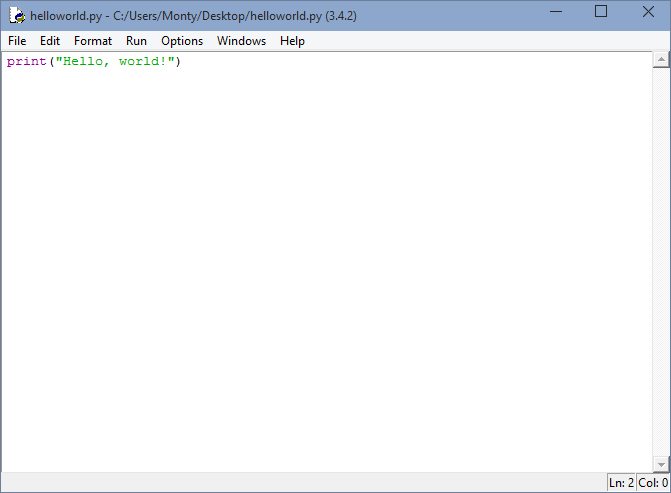 helloworld.py - C:/Users/Monty/Desktop/helloworld.py (3.4.2)
File Edit Format Run Options Windows Help
print("Hello, world!")
Ln: 2 Col: 0